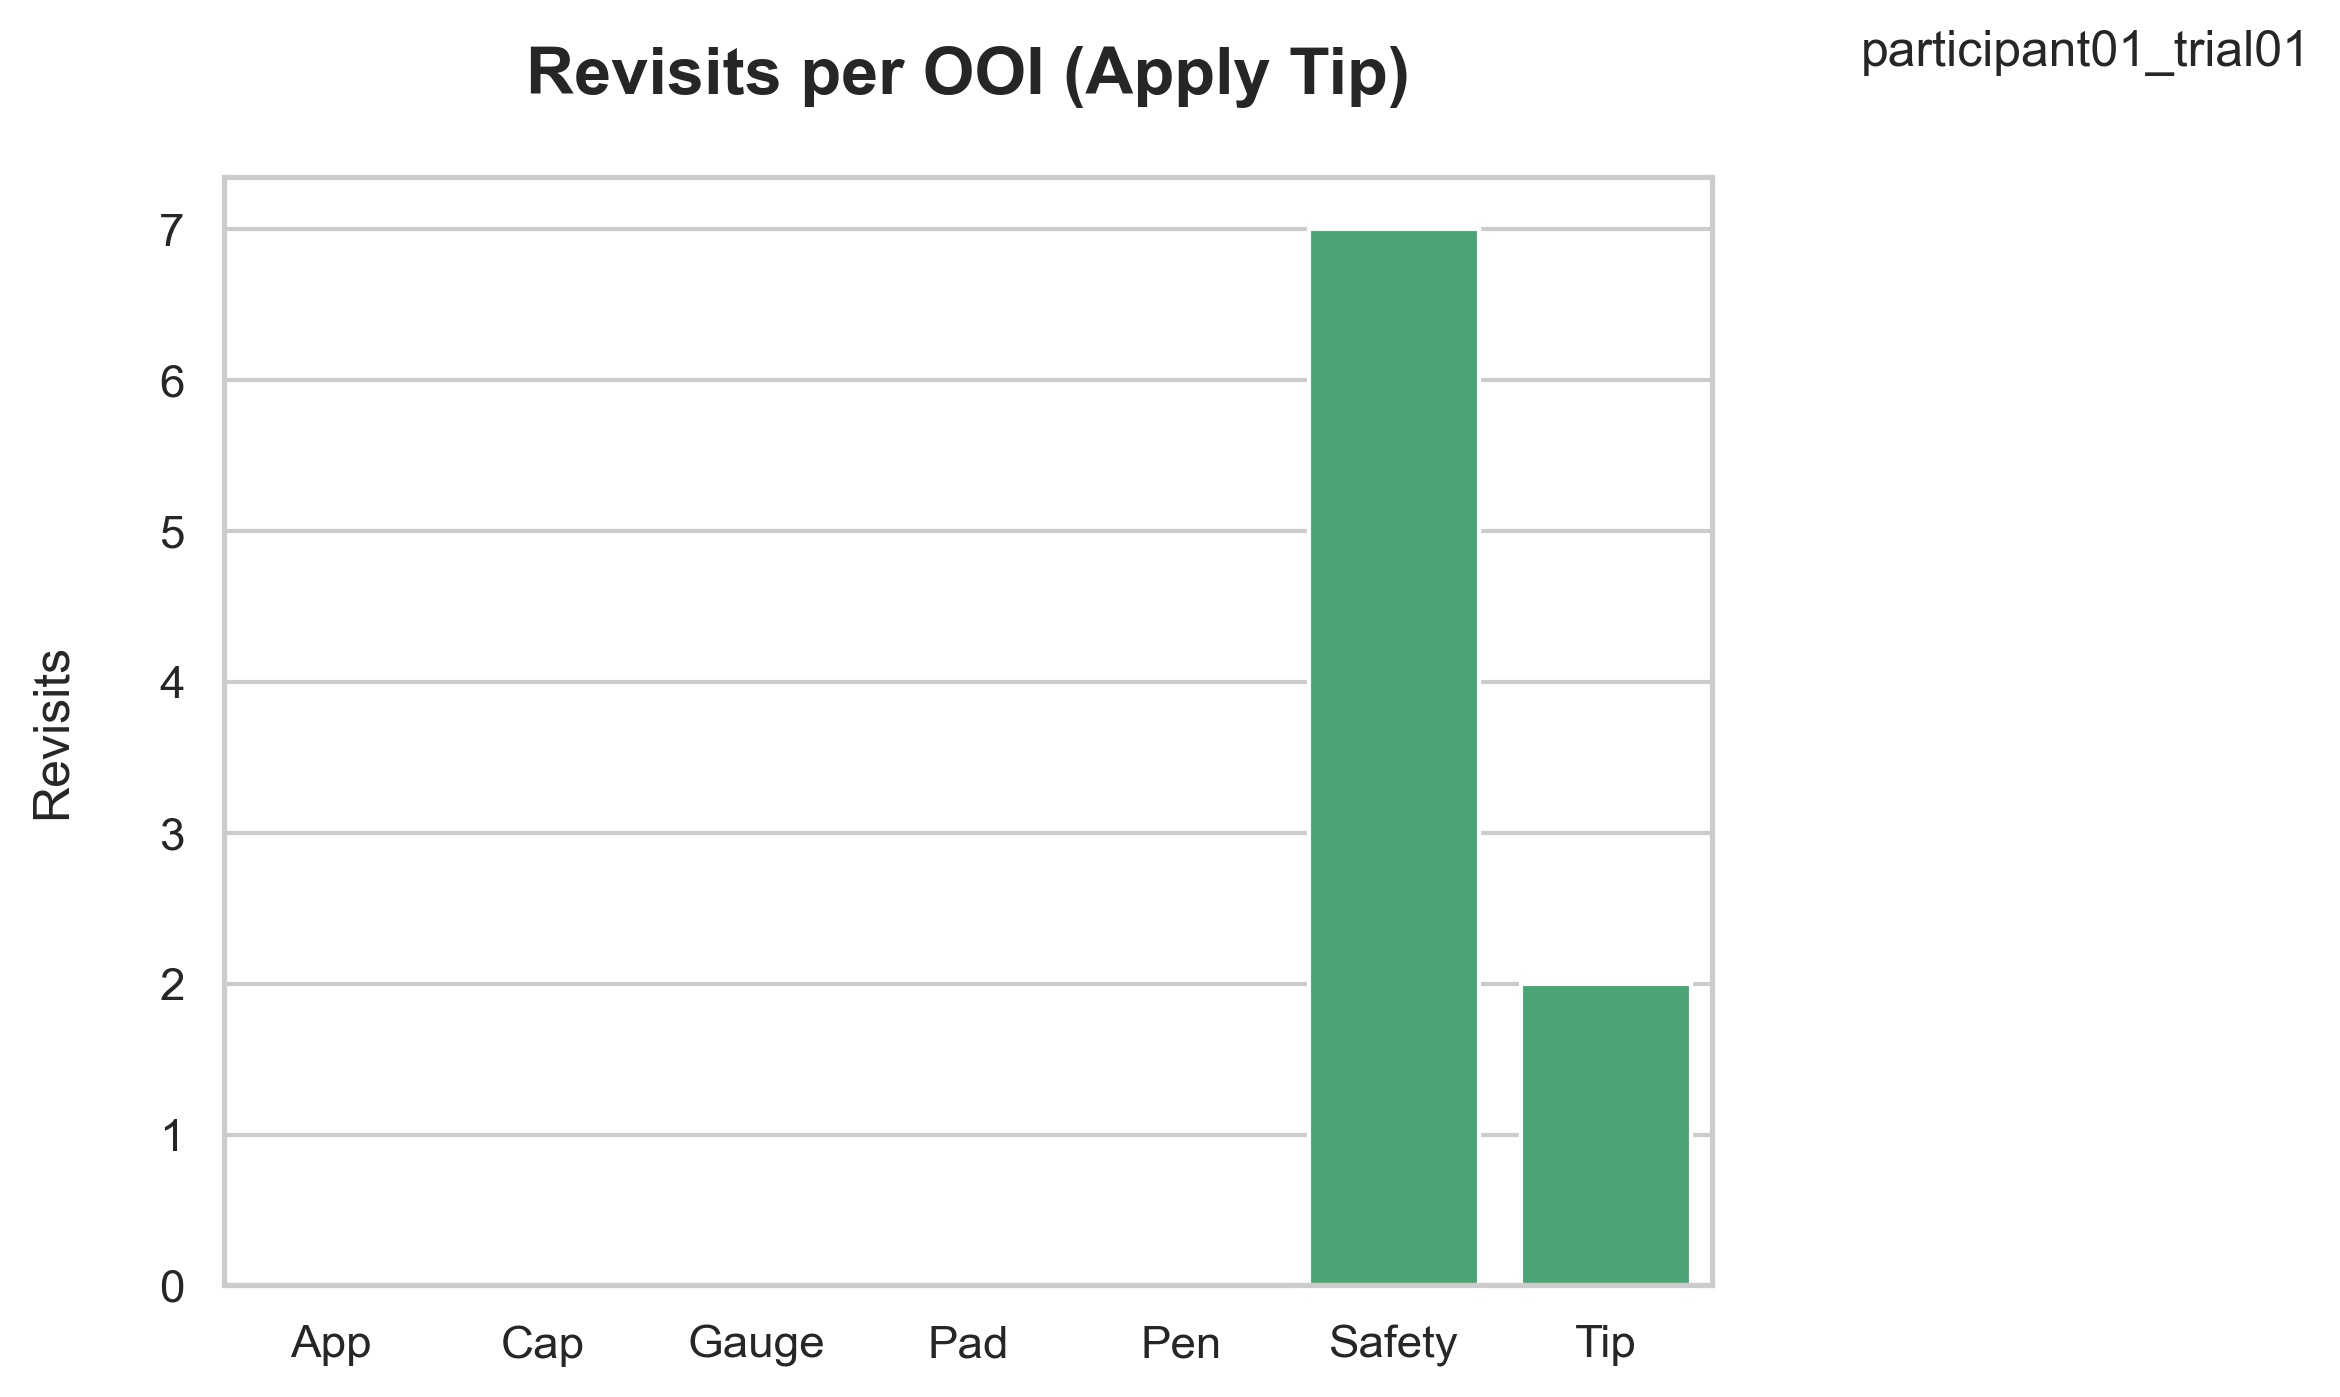 Revisits per OOI (Apply Tip)
participant01_trial01
Revisits
7
6
5
4
3
2
1
0
App Cap Gauge Pad Pen Safety Tip